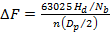 ΔF = 63025 H_d / N_b / n(D_p/2)